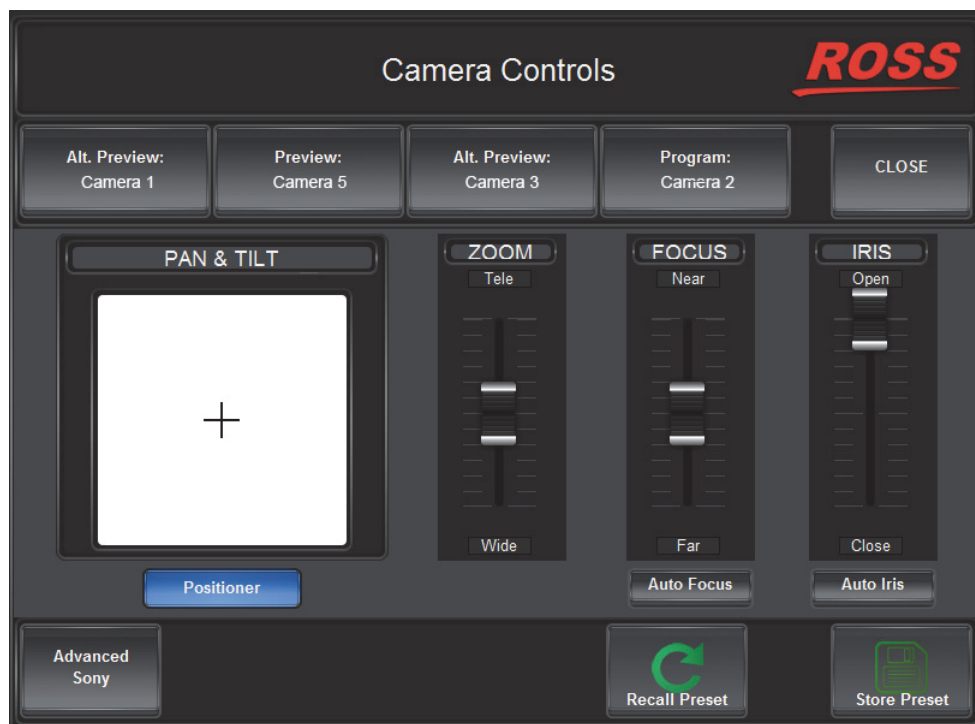 Camera Controls
ROSS
Alt. Preview:
Camera 1
Preview:
Camera 5
Alt. Preview:
Camera 3
Program:
Camera 2
CLOSE
PAN & TILT
ZOOM
Tele
Wide
FOCUS
Near
Far
IRIS
Open
Close
Positioner
Auto Focus
Auto Iris
Advanced
Sony
Recall Preset
Store Preset